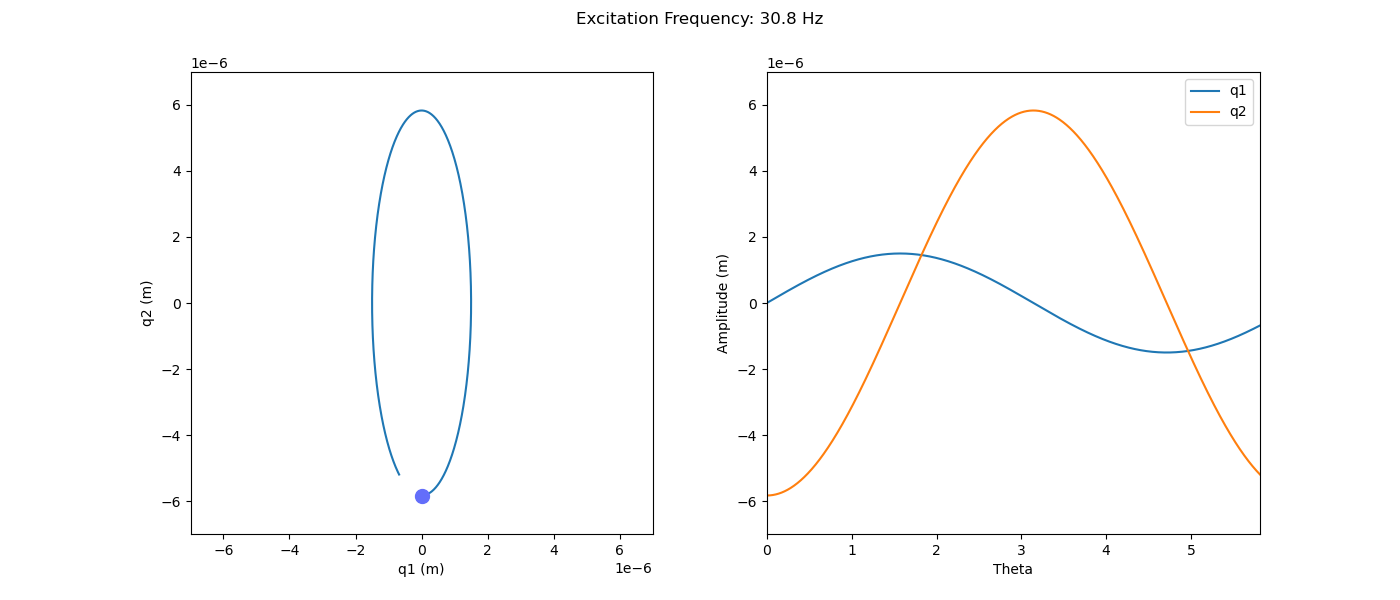 Excitation Frequency: 30.8 Hz
1e−6
6
4
2
0
−2
−4
−6
q2 (m)
−6 −4 −2 0 2 4 6
q1 (m)
1e−6
1e−6
6
4
2
0
−2
−4
−6
Amplitude (m)
0 1 2 3 4 5
Theta
q1
q2